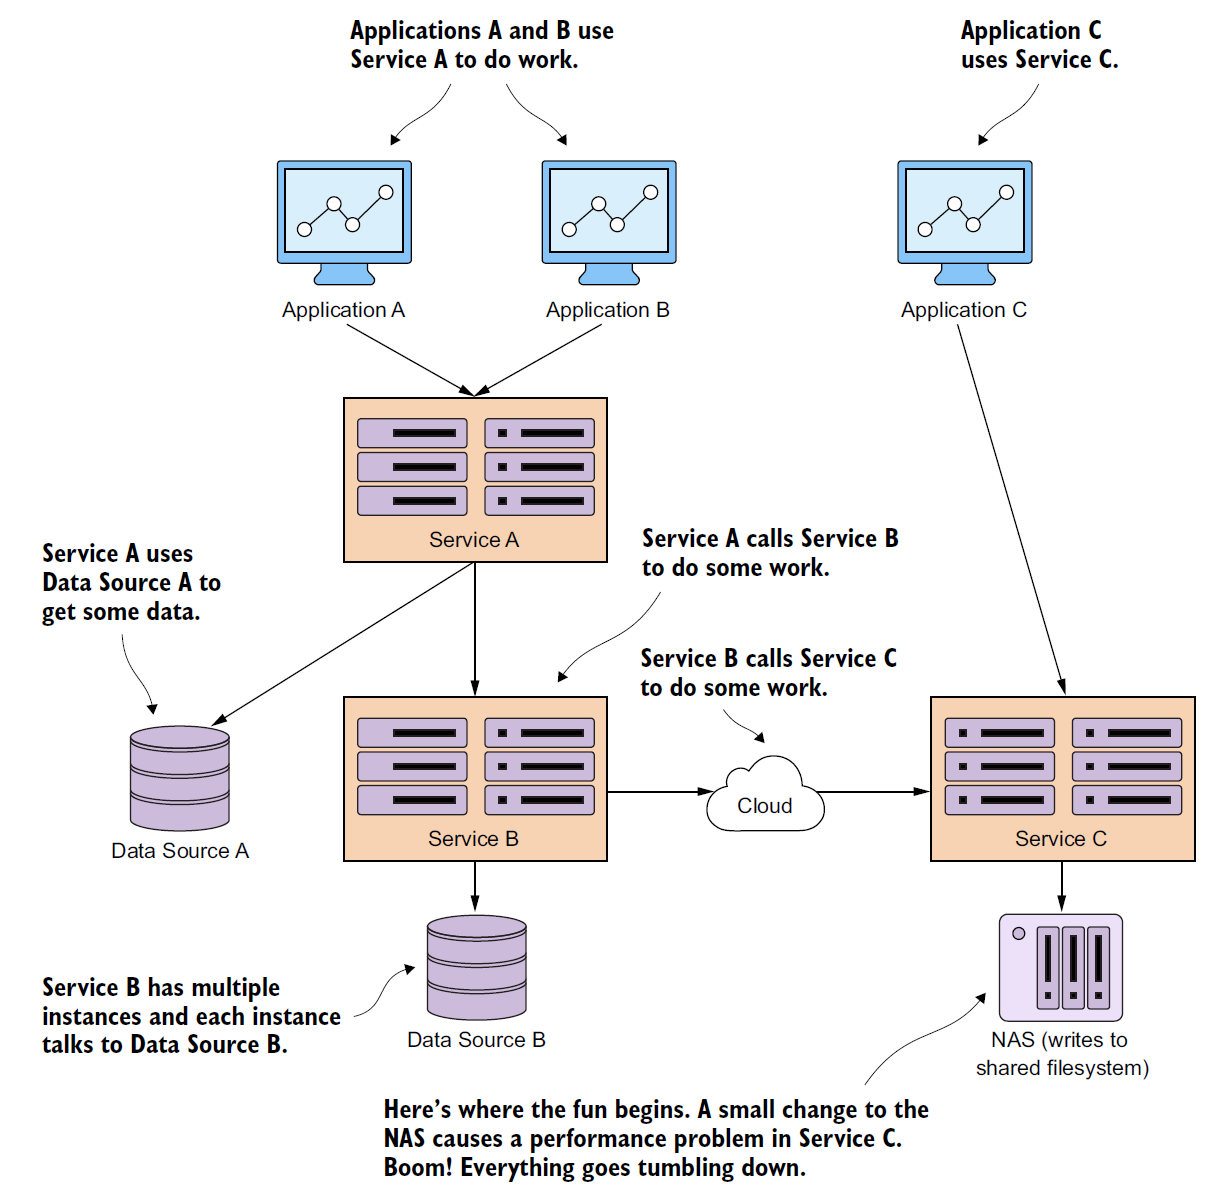 Applications A and B use
Service A to do work.
Application C
uses Service C.
Application A
Application B
Application C
Service A
Service A uses
Data Source A to
get some data.
Service A calls Service B
to do some work.
Service B calls Service C
to do some work.
Data Source A
Service B
Cloud
Service C
Service B has multiple
instances and each instance
talks to Data Source B.
Data Source B
NAS (writes to
shared filesystem)
Here's where the fun begins. A small change to the
NAS causes a performance problem in Service C.
Boom! Everything goes tumbling down.